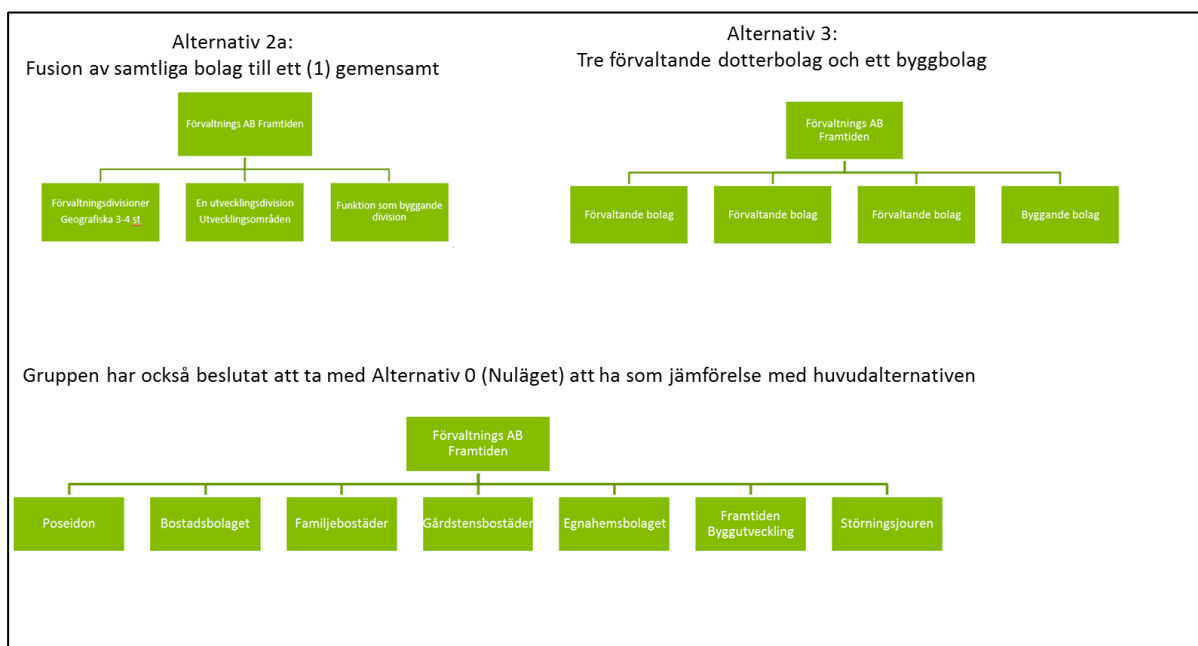 Alternativ 2a:
Fusion av samtliga bolag till ett (1) gemensamt
Förvaltnings AB Framtiden
Förvaltningsdivisioner
Geografiska 3-4 st
En utvecklingsdivision
Utvecklingsområden
Funktion som byggande
division
Alternativ 3:
Tre förvaltande dotterbolag och ett byggbolag
Förvaltnings AB
Framtiden
Förvaltande bolag
Förvaltande bolag
Förvaltande bolag
Byggande bolag
Gruppen har också beslutat att ta med Alternativ 0 (Nuläget) att ha som jämförelse med huvudalternativen
Förvaltnings AB
Framtiden
Poseidon
Bostadsbolaget
Familjebostäder
Gårdstensbostäder
Egnahemsbolaget
Framtiden
Byggutveckling
Störningsjouren